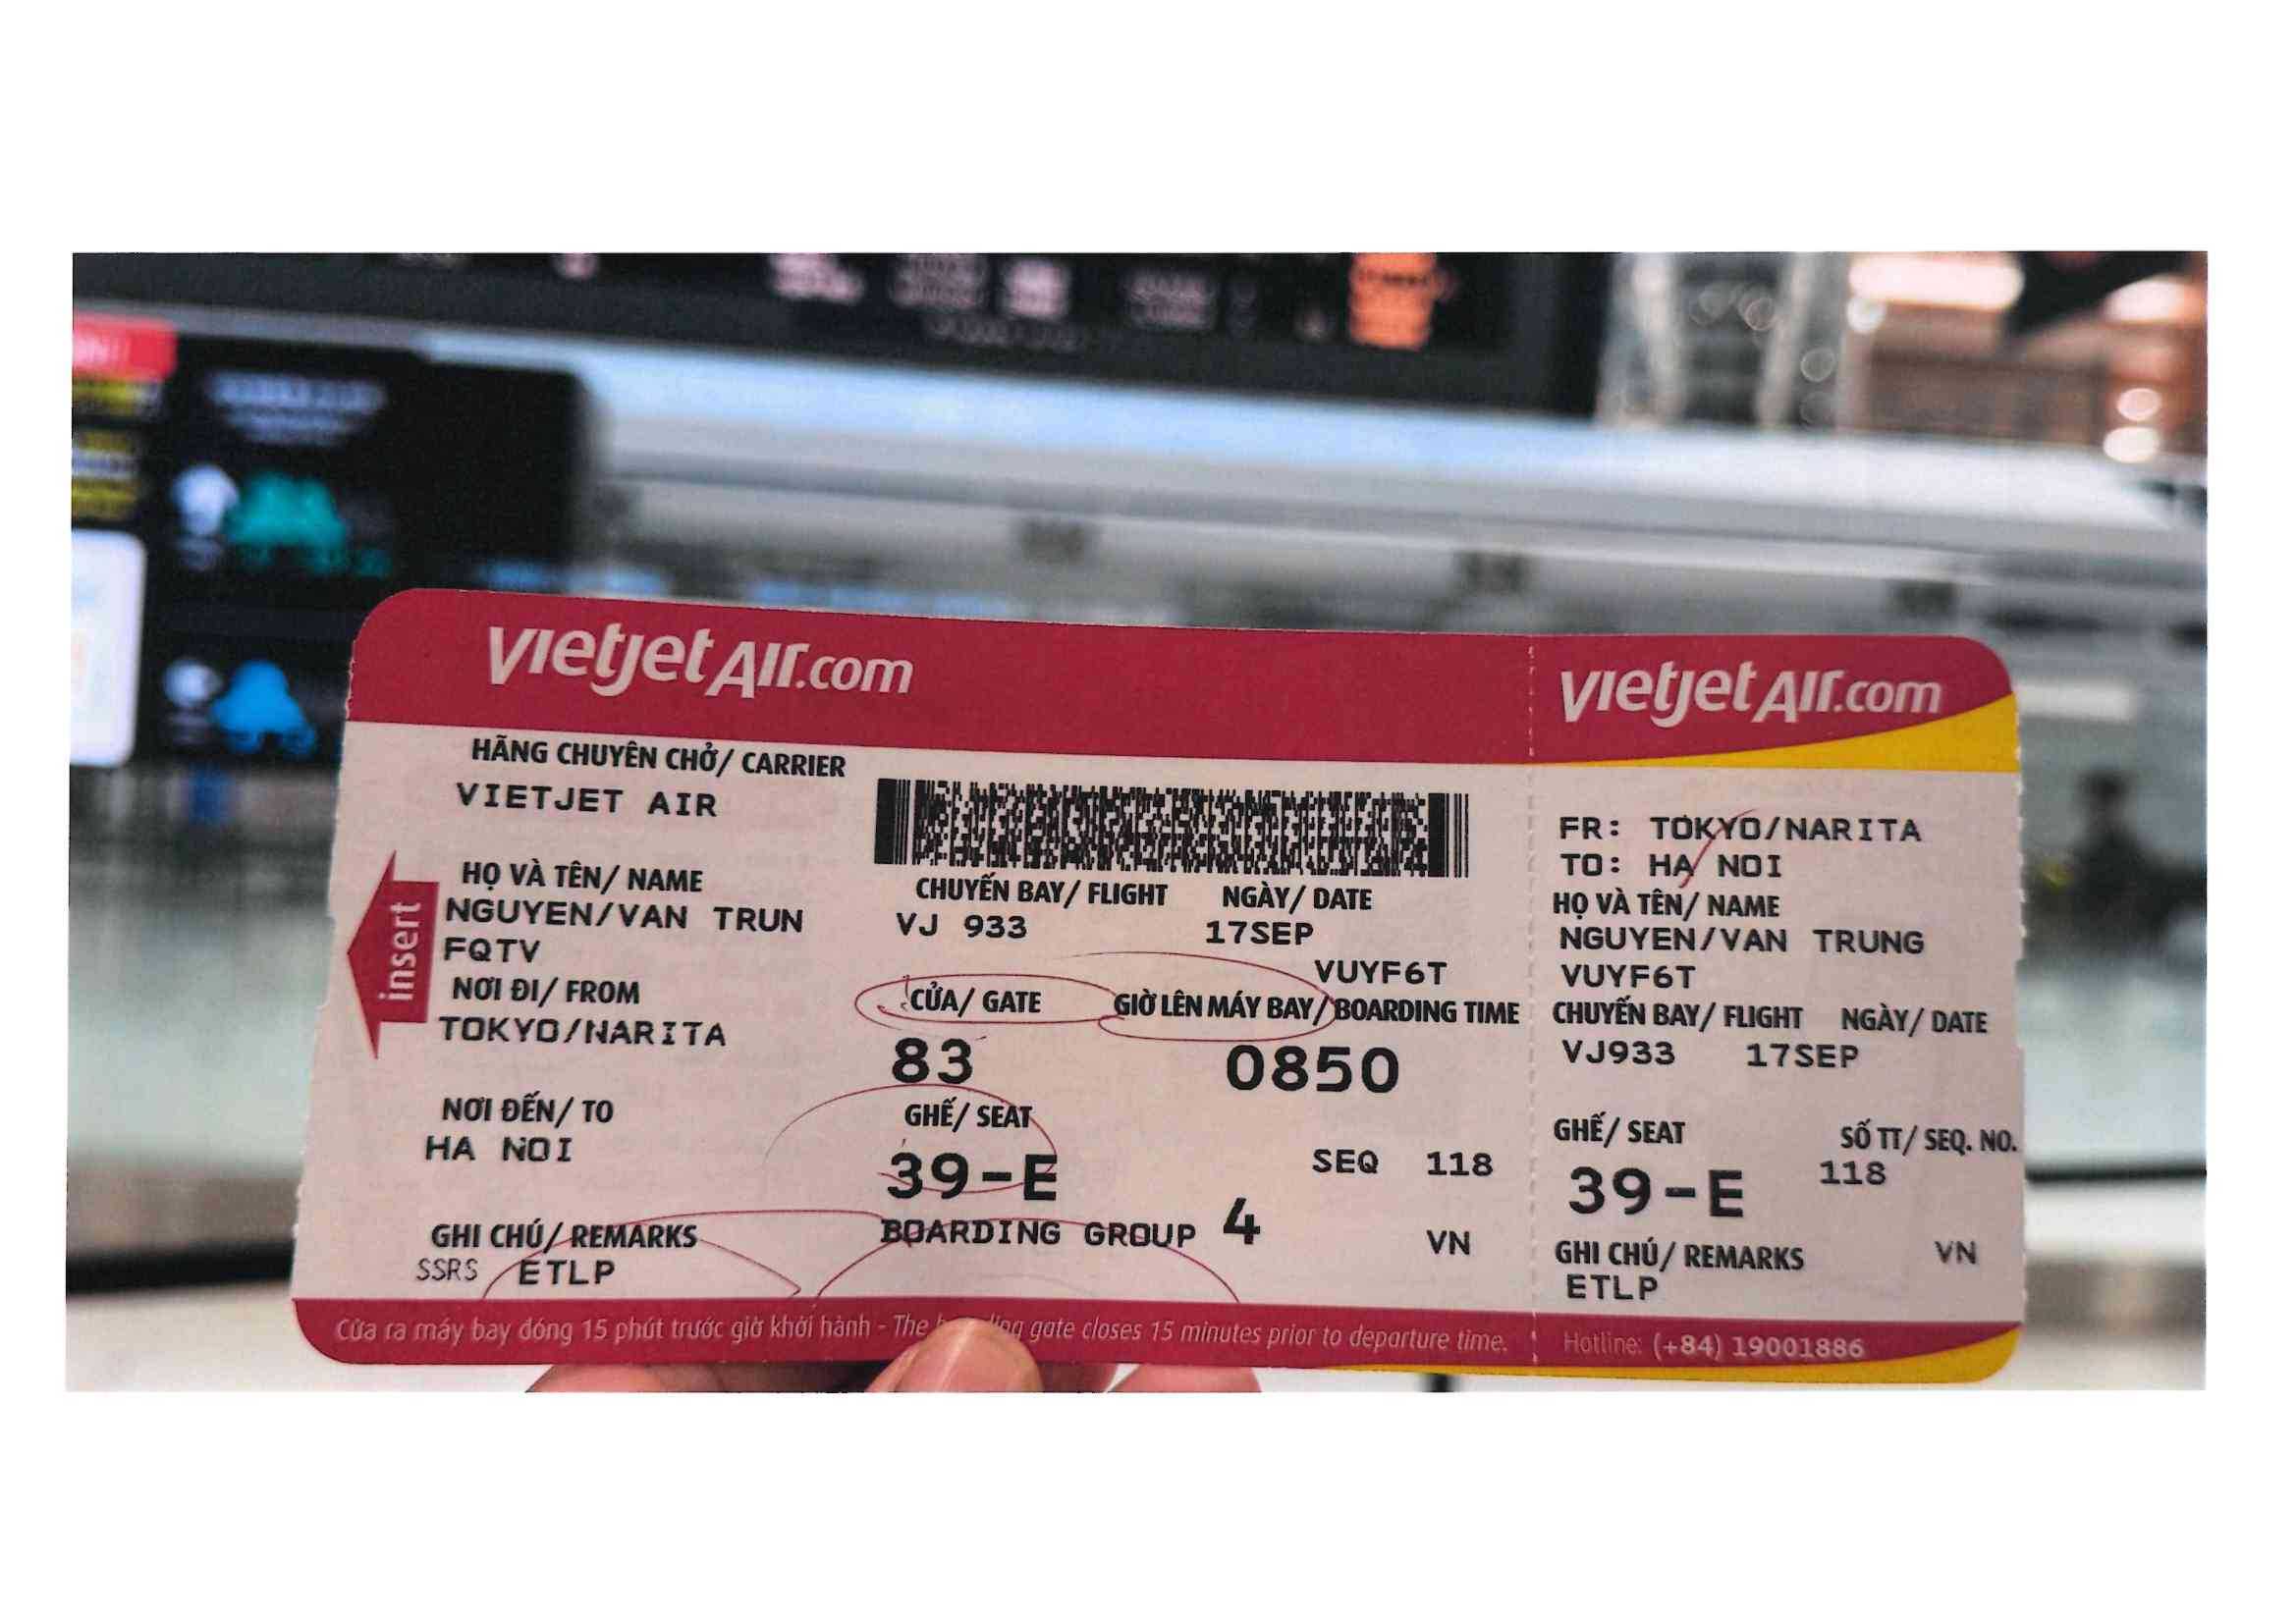 vietjetAir.com
HÃNG CHUYÊN CHỞ/ CARRIER
VIETJET AIR
HỌ VÀ TÊN/ NAME
NGUYEN/VAN TRUN
FQTV
NƠI ĐI/ FROM
TOKYO/NARITA
NƠI ĐẾN/ TO
HA NOI
GHI CHÚ/ REMARKS
SSRS ETLP
insert
CHUYẾN BAY/ FLIGHT NGÀY/ DATE
VJ 933 17SEP
VUYF6T
CỬA/ GATE GIỜ LÊN MÁY BAY/ BOARDING TIME
83 0850
GHẾ/ SEAT
39-E SEQ 118
BOARDING GROUP 4 VN
Cửa ra máy bay đóng 15 phút trước giờ khởi hành - The gate closes 15 minutes prior to departure time.
vietjetAir.com
FR: TOKYO/NARITA
TO: HA NOI
HỌ VÀ TÊN/ NAME
NGUYEN/VAN TRUNG
VUYF6T
CHUYẾN BAY/ FLIGHT NGÀY/ DATE
VJ933 17SEP
GHẾ/ SEAT SỐ TT/ SEQ. NO.
39-E 118
GHI CHÚ/ REMARKS VN
ETLP
Hotline: (+84) 19001886